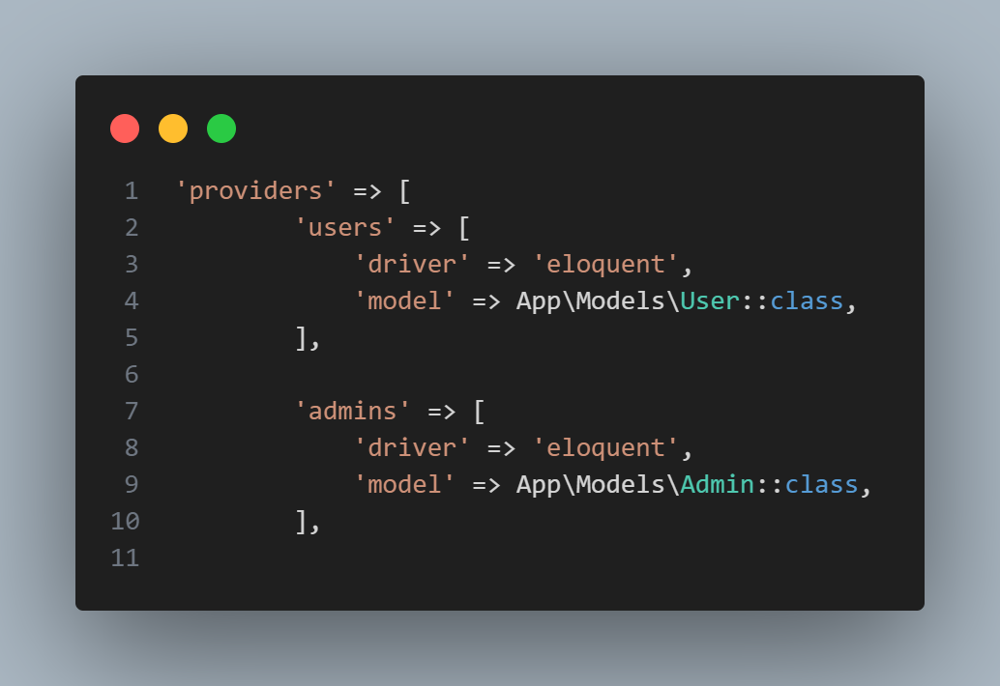 1 'providers' => [
2         'users' => [
3             'driver' => 'eloquent',
4             'model' => App\Models\User::class,
5         ],
6
7         'admins' => [
8             'driver' => 'eloquent',
9             'model' => App\Models\Admin::class,
10         ],
11